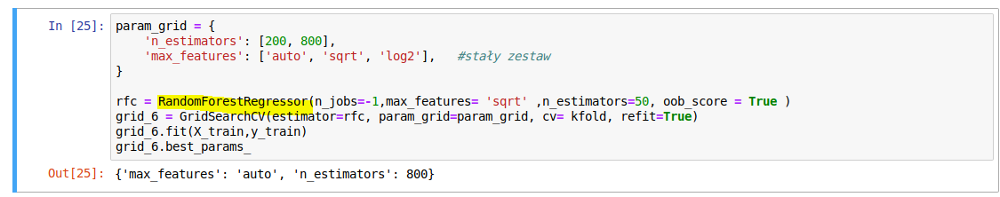 In [25]: param_grid = {
    'n_estimators': [200, 800],
    'max_features': ['auto', 'sqrt', 'log2'],   #stały zestaw
}
rfc = RandomForestRegressor(n_jobs=-1,max_features= 'sqrt' ,n_estimators=50, oob_score = True )
grid_6 = GridSearchCV(estimator=rfc, param_grid=param_grid, cv= kfold, refit=True)
grid_6.fit(X_train,y_train)
grid_6.best_params_
Out[25]: {'max_features': 'auto', 'n_estimators': 800}